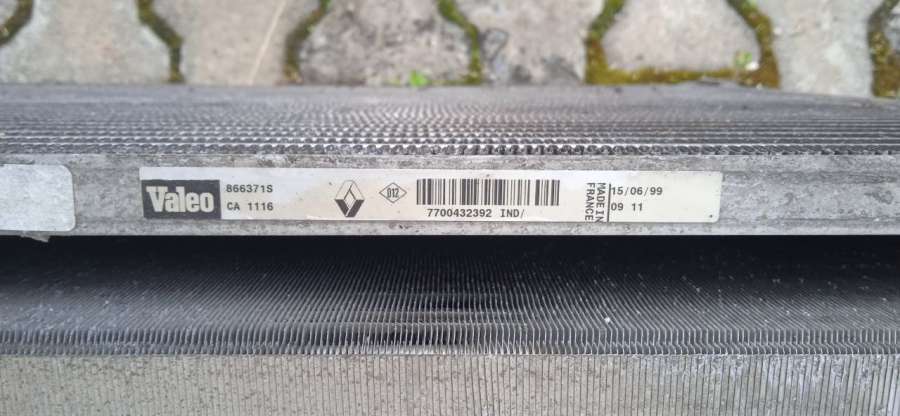 Valeo
866371S
CA 1116
012
7700432392 IND/
MADE IN
FRANCE
15/06/99
09 11